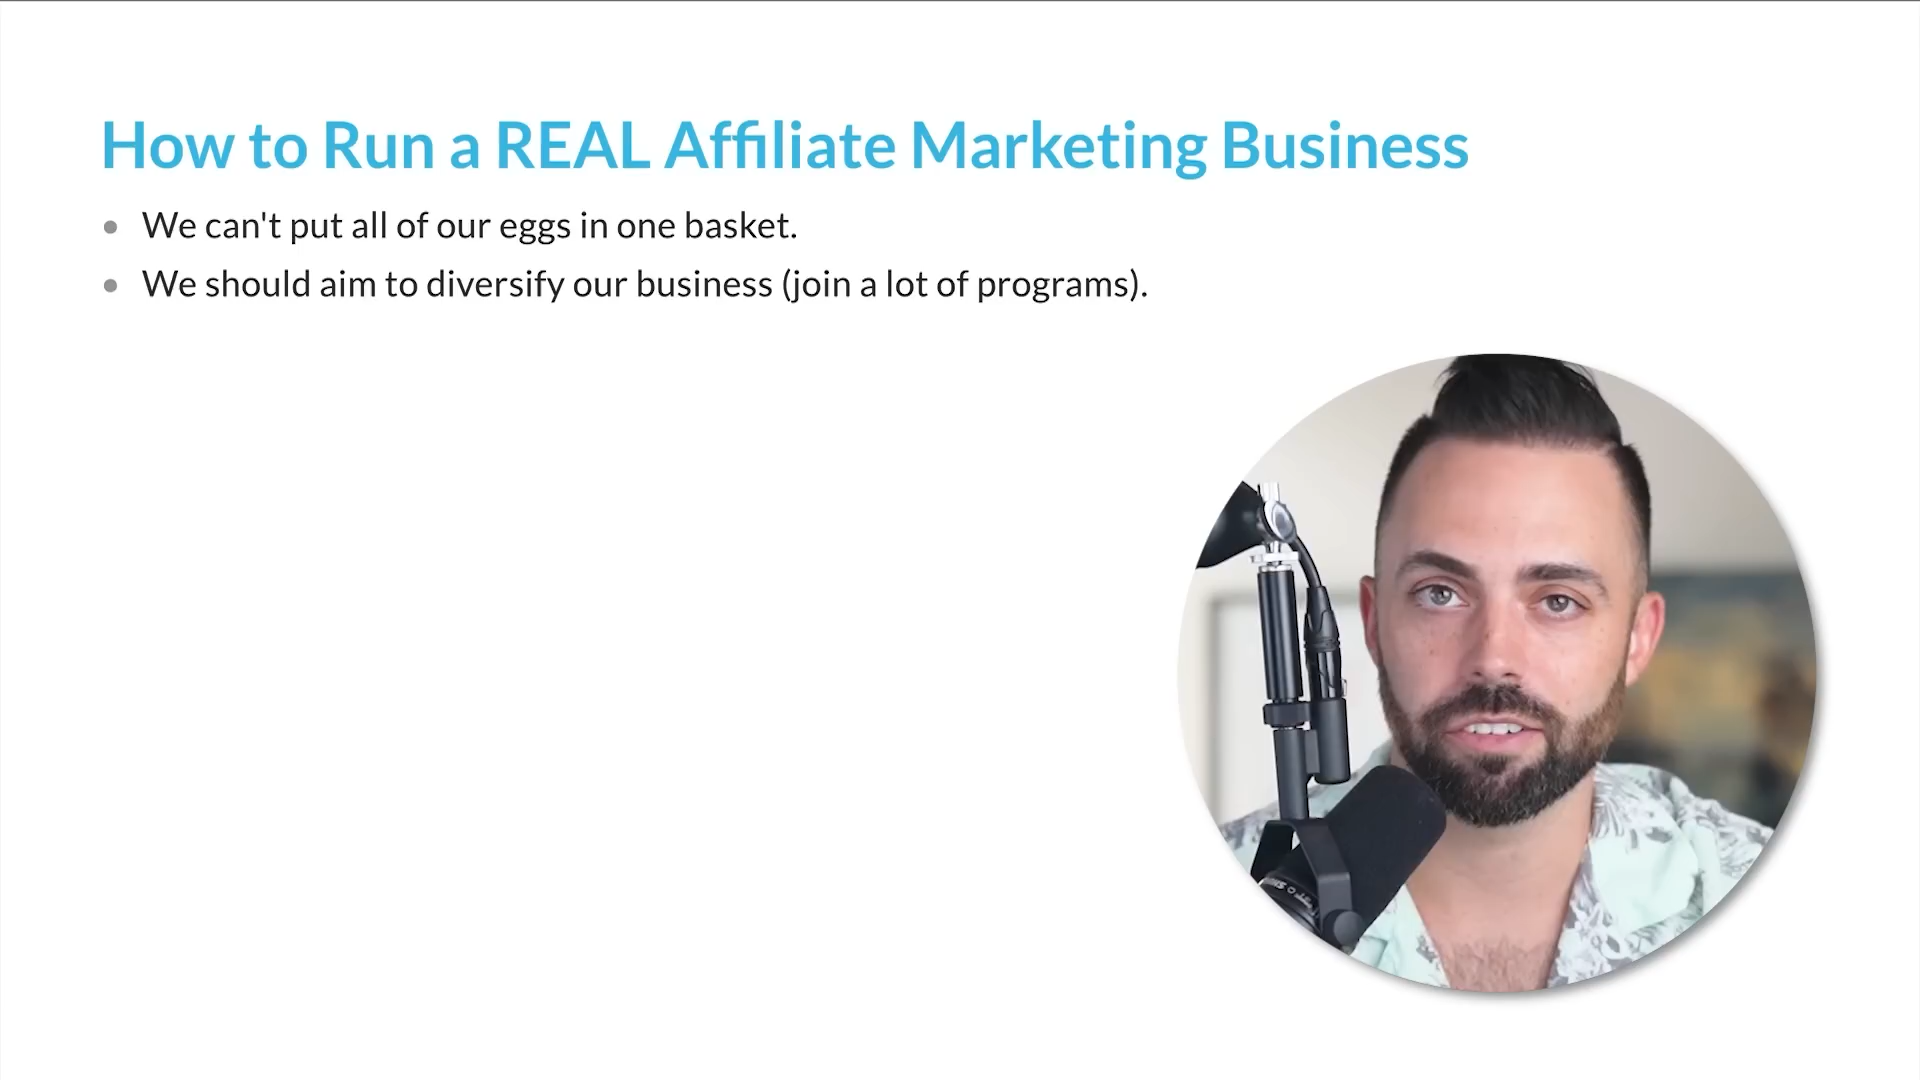 How to Run a REAL Affiliate Marketing Business
We can't put all of our eggs in one basket.
We should aim to diversify our business (join a lot of programs).